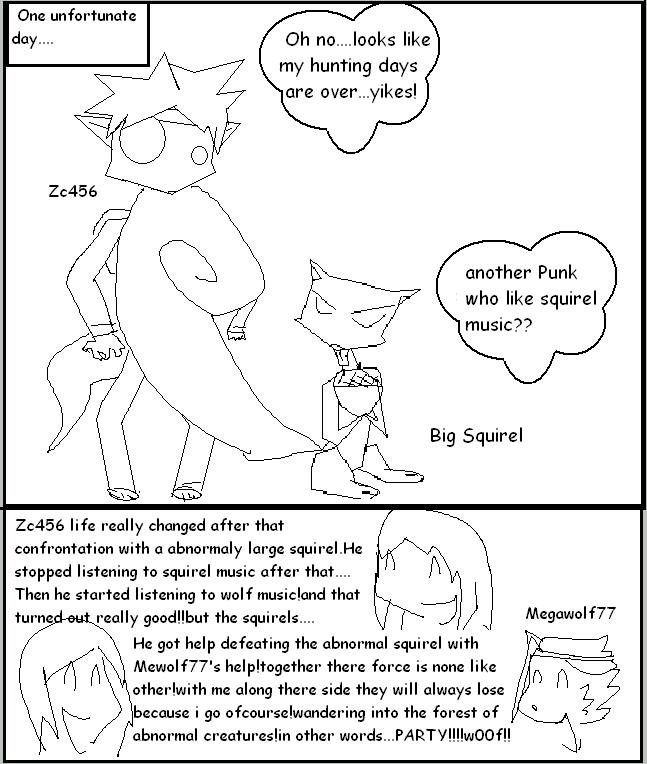 One unfortunate
day....
Oh no....looks like
my hunting days
are over...yikes!
Zc456
another Punk
who like squirel
music??
Big Squirel
Zc456 life really changed after that
confrontation with a abnormaly large squirel.He
stopped listening to squirel music after that....
Then he started listening to wolf music!and that
turned out really good!!but the squirels....
Megawolf77
He got help defeating the abnormal squirel with
Mewolf77's help!together there force is none like
other!with me along there side they will always lose
because i go ofcourse!wandering into the forest of
abnormal creatures!in other words...PARTY!!!!w00f!!